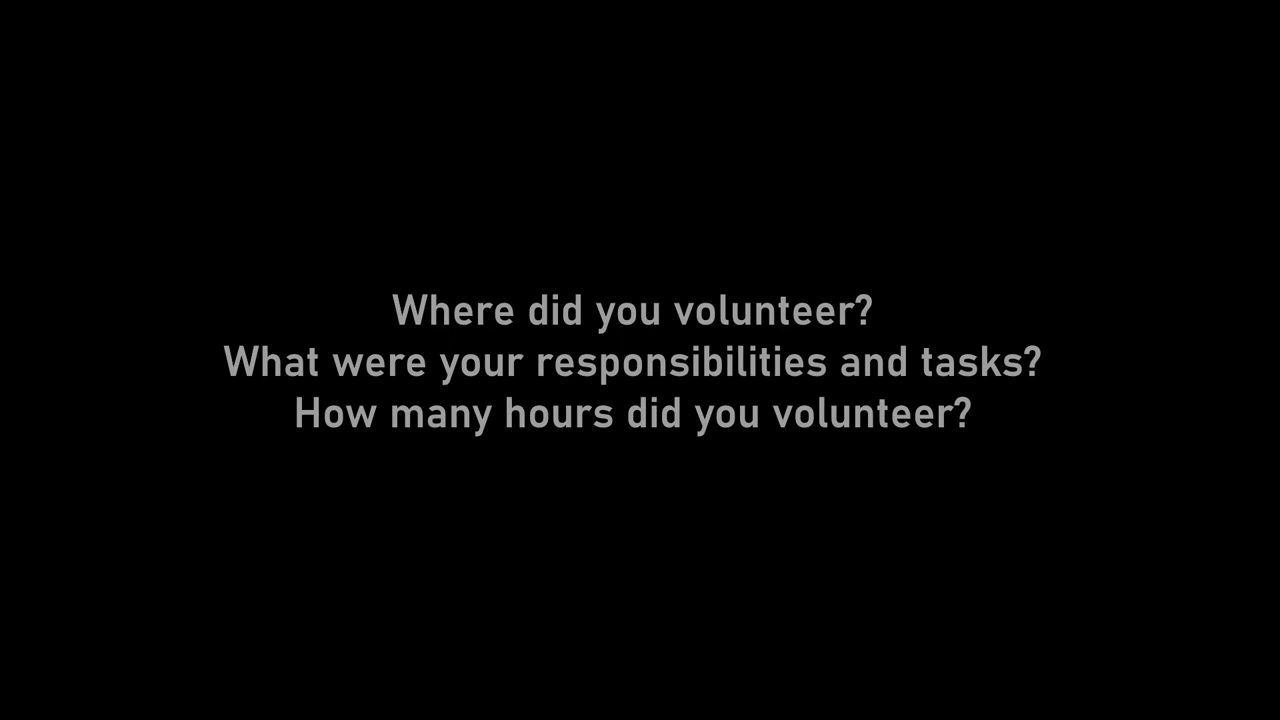 Where did you volunteer?
What were your responsibilities and tasks?
How many hours did you volunteer?